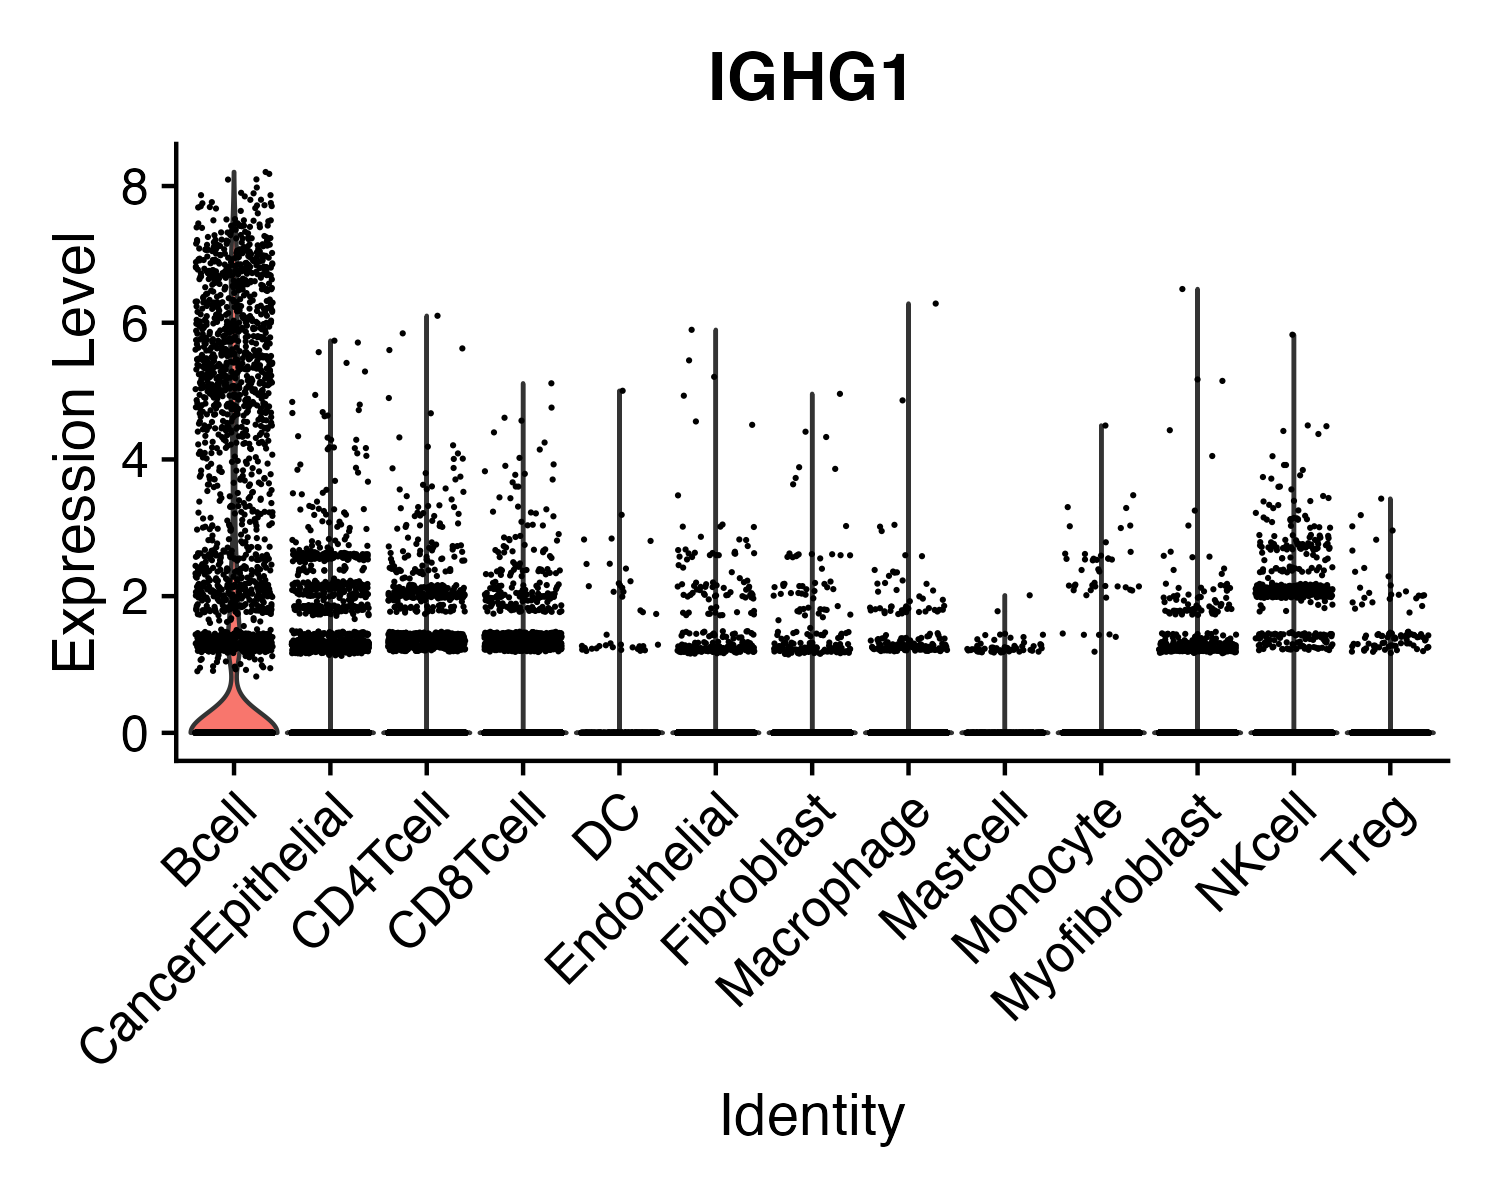 IGHG1
Expression Level
8
6
4
2
0
Bcell
CancerEpithelial
CD4Tcell
CD8Tcell
DC
Endothelial
Fibroblast
Macrophage
Mastcell
Monocyte
Myofibroblast
NKcell
Treg
Identity